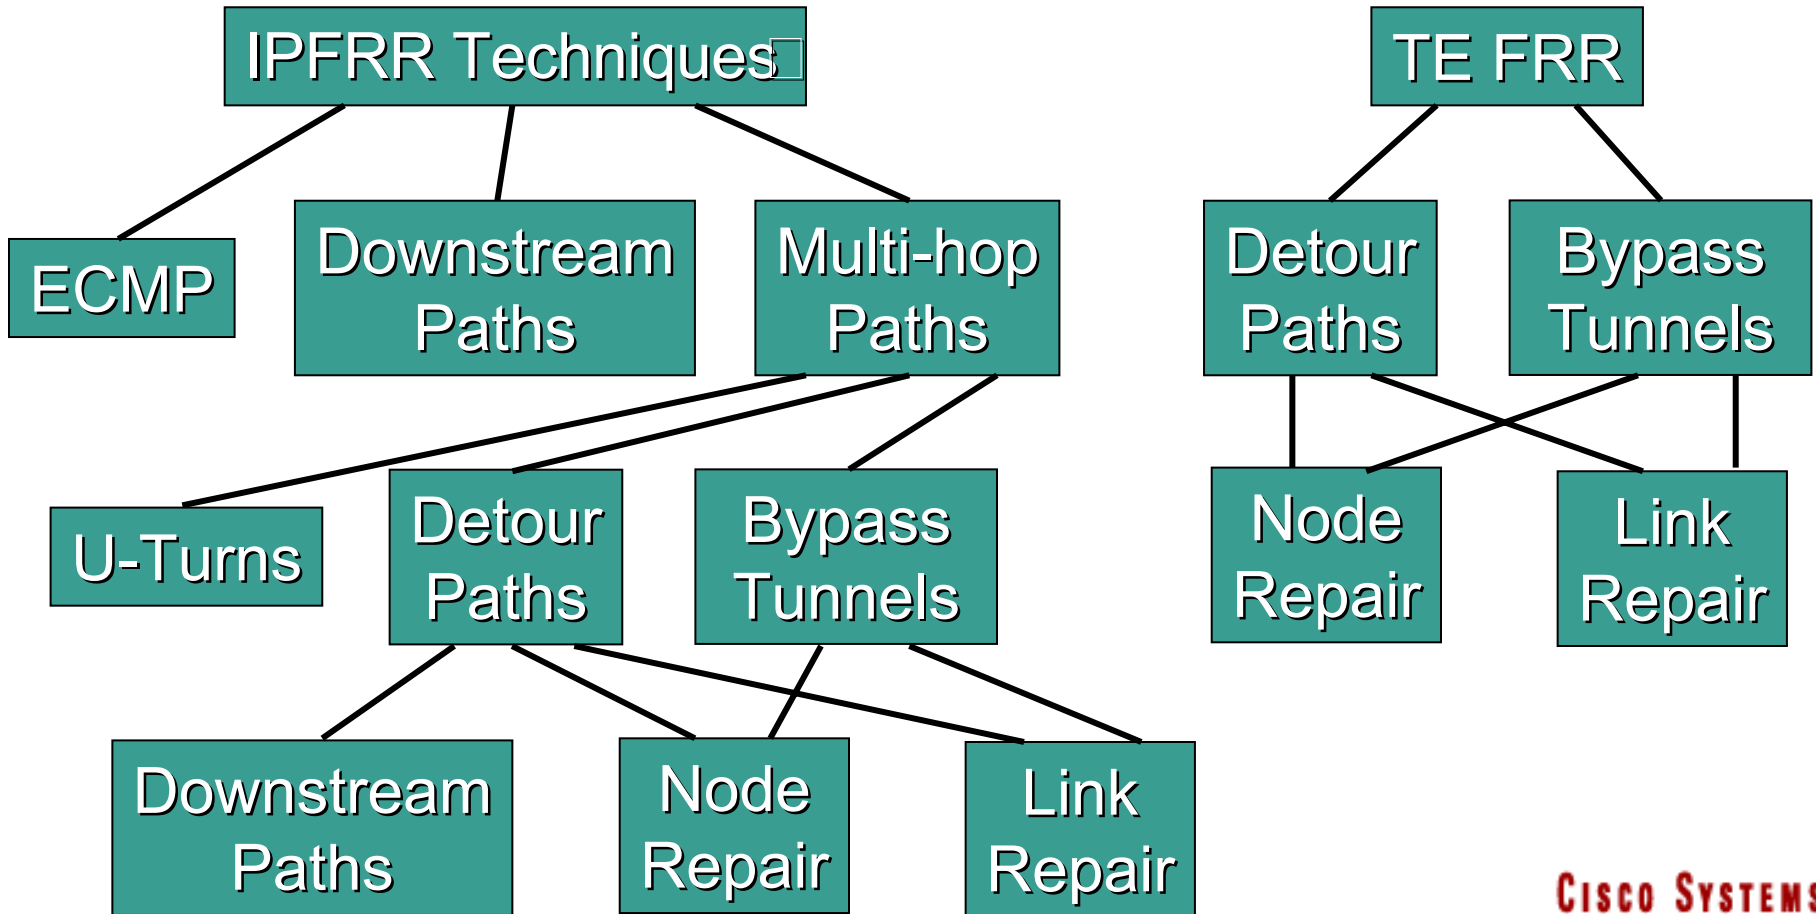 IPFRR Techniques
TE FRR
ECMP
Downstream
Paths
Multi-hop
Paths
Detour
Paths
Bypass
Tunnels
U-Turns
Detour
Paths
Bypass
Tunnels
Node
Repair
Link
Repair
Downstream
Paths
Node
Repair
Link
Repair
CISCO SYSTEMS